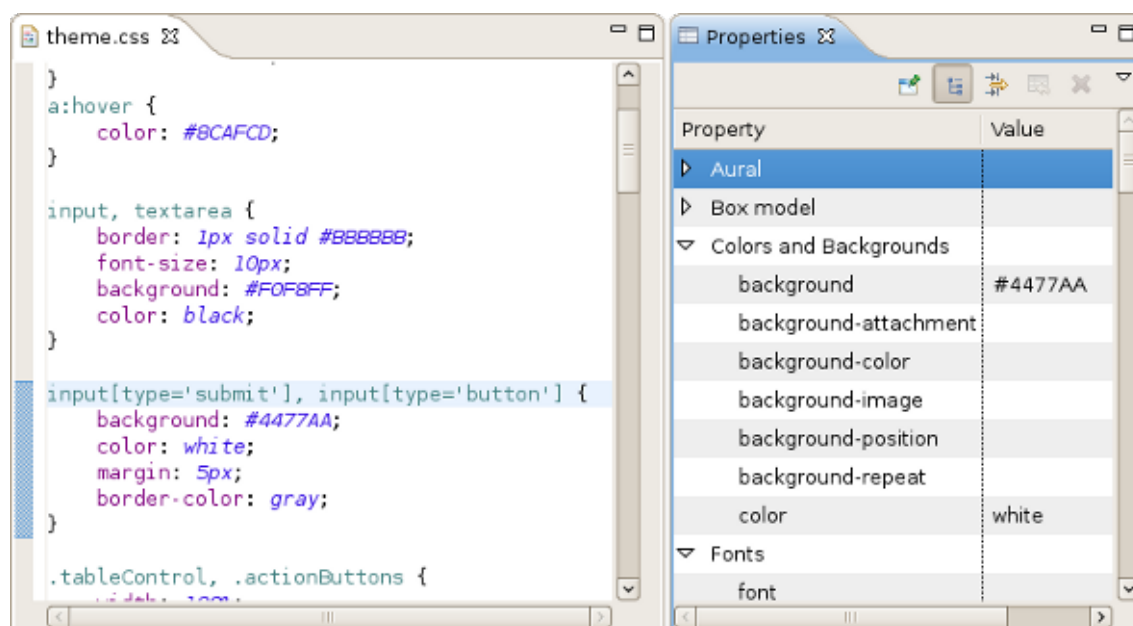 theme.css
}
a:hover {
color: #8CAFCD;
}
input, textarea {
border: 1px solid #BBBBBB;
font-size: 10px;
background: #F0F8FF;
color: black;
}
input[type='submit'], input[type='button'] {
background: #4477AA;
color: white;
margin: 5px;
border-color: gray;
}
.tableControl, .actionButtons {
Properties
Property Value
Aural
Box model
Colors and Backgrounds
background #4477AA
background-attachment
background-color
background-image
background-position
background-repeat
color white
Fonts
font